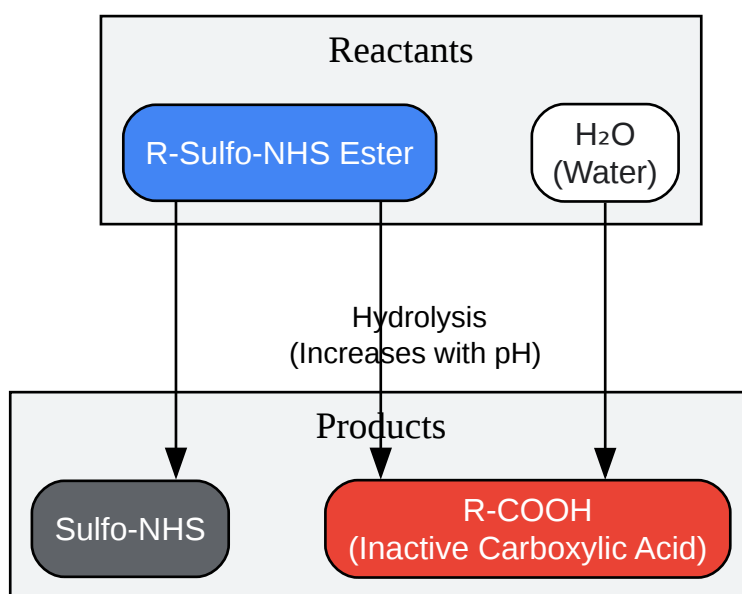 Reactants
R-Sulfo-NHS Ester
H₂O
(Water)
Hydrolysis
(Increases with pH)
Products
Sulfo-NHS
R-COOH
(Inactive Carboxylic Acid)